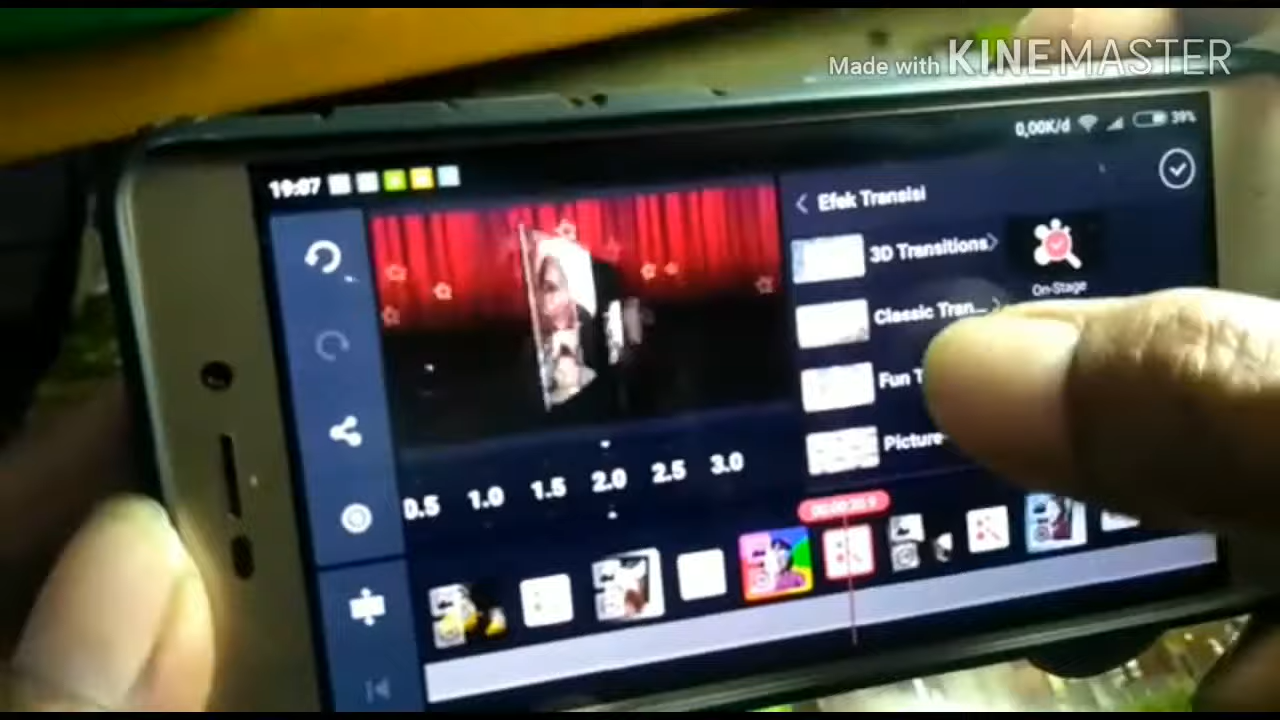 Made with KINEMASTER
0,00K/d 39%
19:07
Efek Transisi
3D Transitions
On-Stage
Classic Tran...
Fun T
Picture
0.5 1.0 1.5 2.0 2.5 3.0